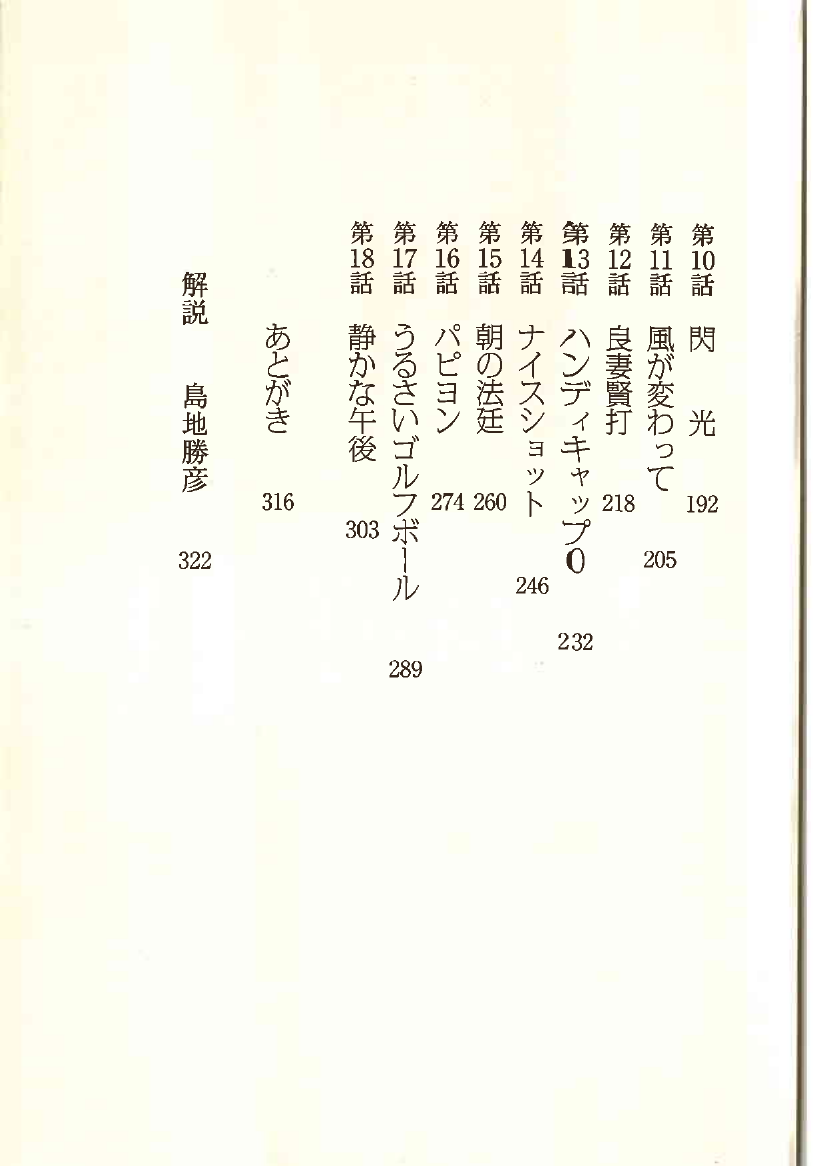 第10話 閃光 192
第11話 風が変わって 205
第12話 良妻賢打 218
第13話 ハンディキャップ0 232
第14話 ナイスショット 246
第15話 朝の法廷 260
第16話 パピヨン 274
第17話 うるさいゴルフボール 289
第18話 静かな午後 303
あとがき 316
解説 島地勝彦 322